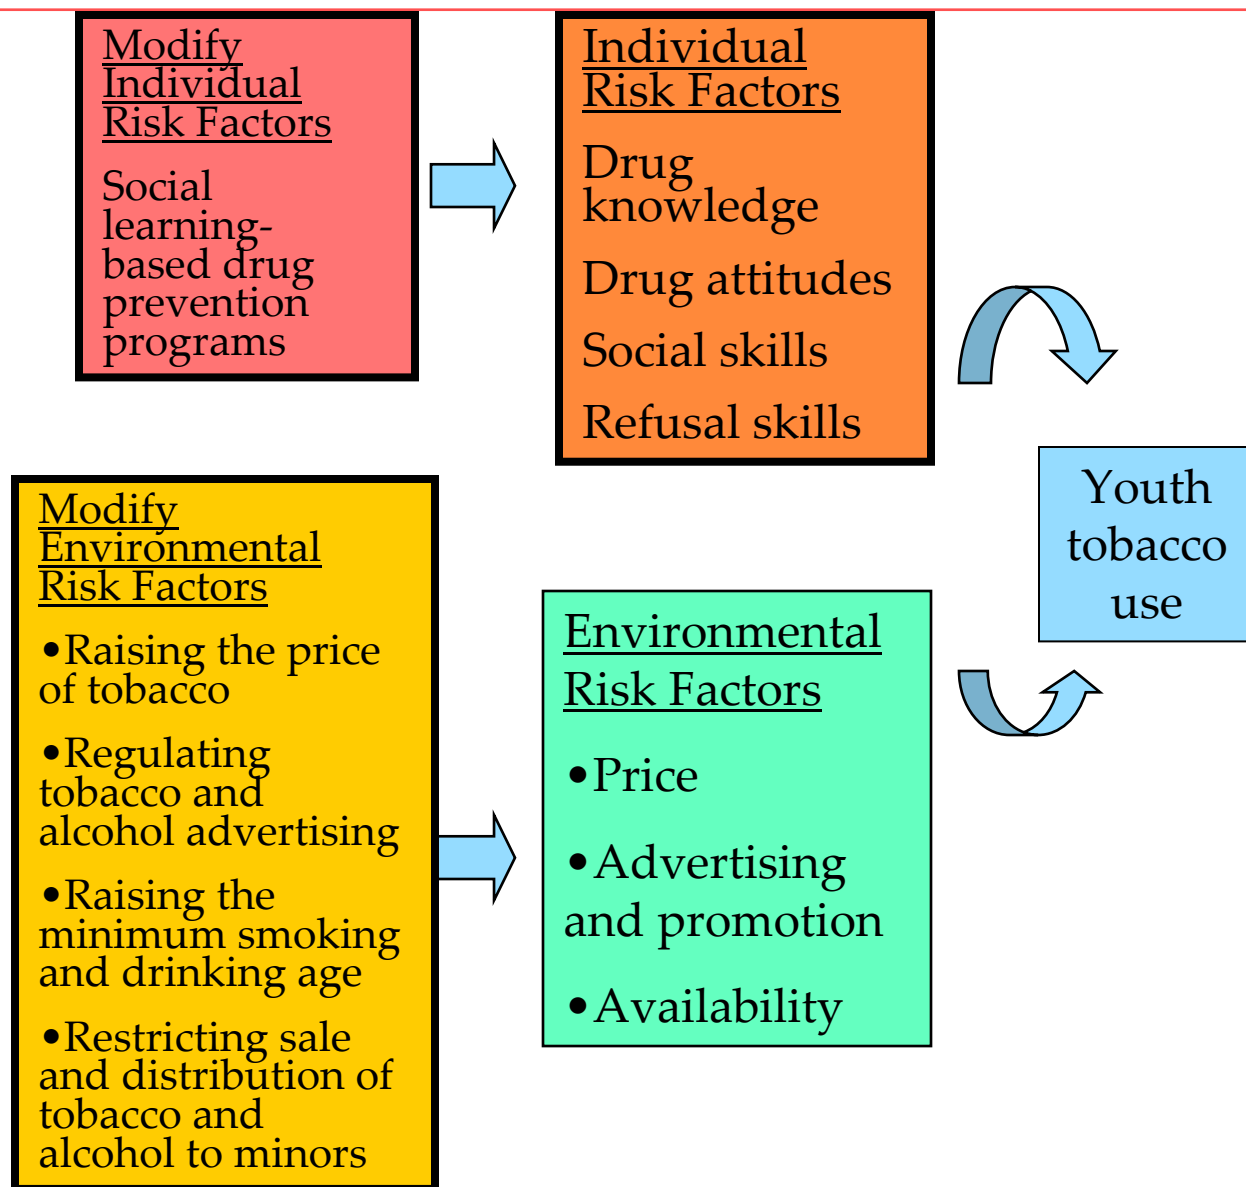 Modify
Individual
Risk Factors
Social
learning-
based drug
prevention
programs
Individual
Risk Factors
Drug
knowledge
Drug attitudes
Social skills
Refusal skills
Modify
Environmental
Risk Factors
•Raising the price
of tobacco
•Regulating
tobacco and
alcohol advertising
•Raising the
minimum smoking
and drinking age
•Restricting sale
and distribution of
tobacco and
alcohol to minors
Environmental
Risk Factors
•Price
•Advertising
and promotion
•Availability
Youth
tobacco
use